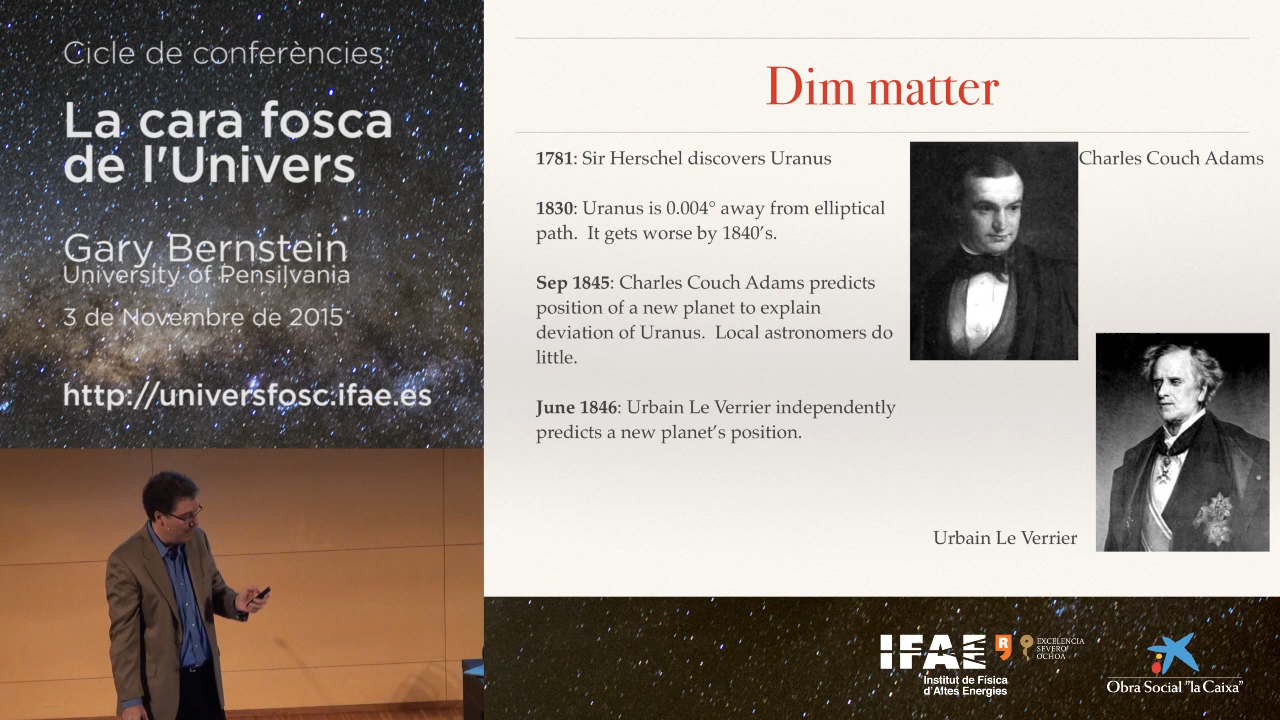 Cicle de conferències:
La cara fosca
de l'Univers
Gary Bernstein
University of Pensilvania
3 de Novembre de 2015
http://universfosc.ifae.es
Dim matter
1781: Sir Herschel discovers Uranus
1830: Uranus is 0.004° away from elliptical
path. It gets worse by 1840's.
Sep 1845: Charles Couch Adams predicts
position of a new planet to explain
deviation of Uranus. Local astronomers do
little.
June 1846: Urbain Le Verrier independently
predicts a new planet's position.
Charles Couch Adams
Urbain Le Verrier
IFAE
Institut de Física
d'Altes Energies
EXCELENCIA
SEVERO
OCHOA
Obra Social "la Caixa"